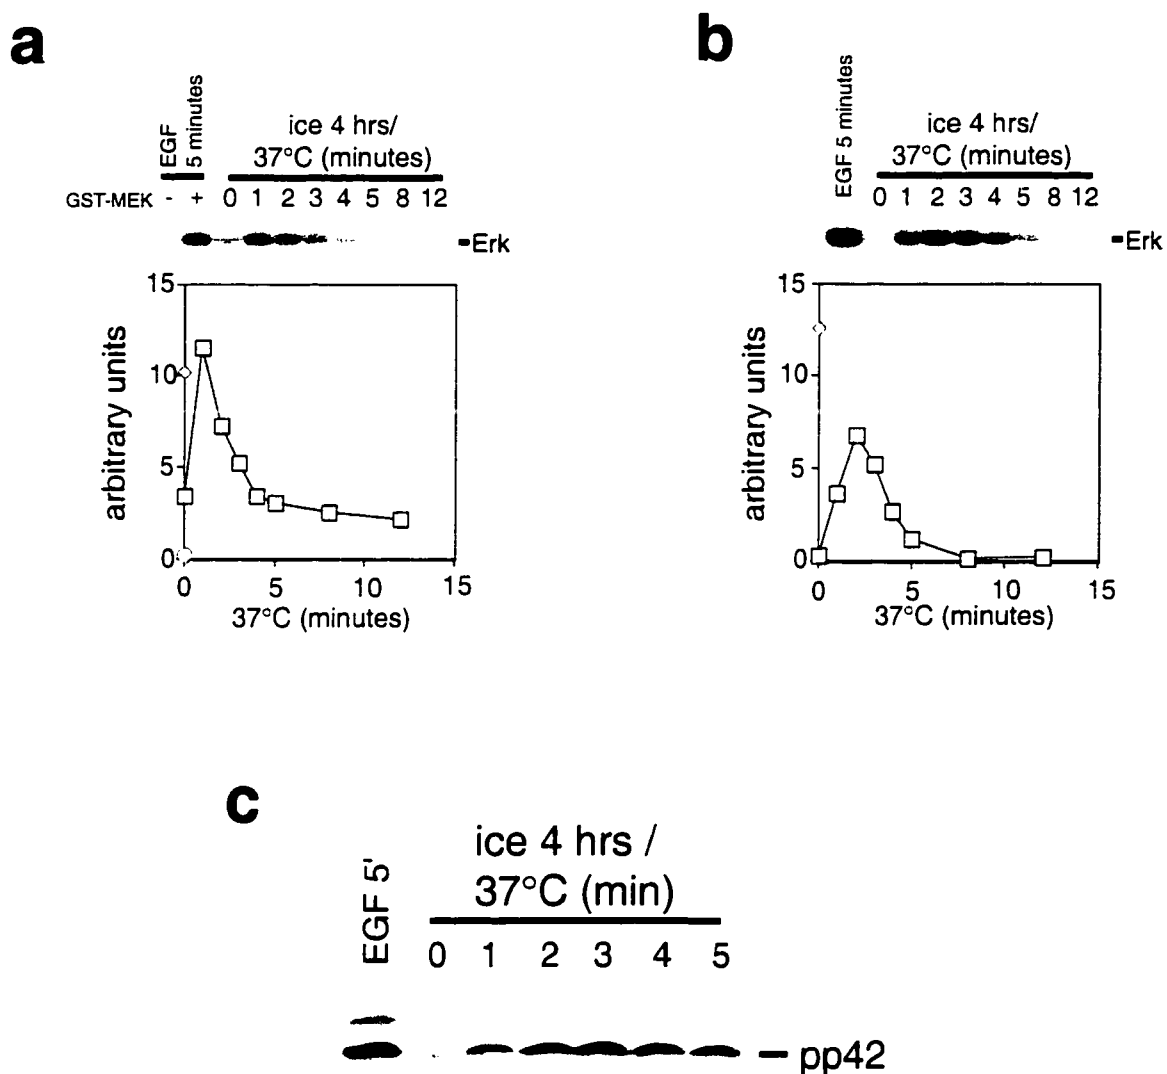 a
EGF
5 minutes
ice 4 hrs/
37°C (minutes)
GST-MEK - + 0 1 2 3 4 5 8 12
-Erk
15
10
5
0
arbitrary units
0 5 10 15
37°C (minutes)
b
EGF 5 minutes
ice 4 hrs/
37°C (minutes)
0 1 2 3 4 5 8 12
-Erk
15
10
5
0
arbitrary units
0 5 10 15
37°C (minutes)
c
EGF 5'
ice 4 hrs /
37°C (min)
0 1 2 3 4 5
pp42